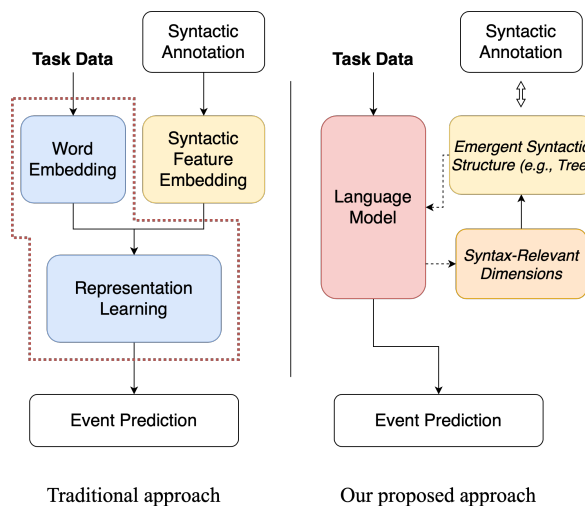 Task Data
Syntactic
Annotation
Word
Embedding
Syntactic
Feature
Embedding
Representation
Learning
Event Prediction
Traditional approach
Task Data
Syntactic
Annotation
Language
Model
Emergent Syntactic
Structure (e.g., Tree
Syntax-Relevant
Dimensions
Event Prediction
Our proposed approach